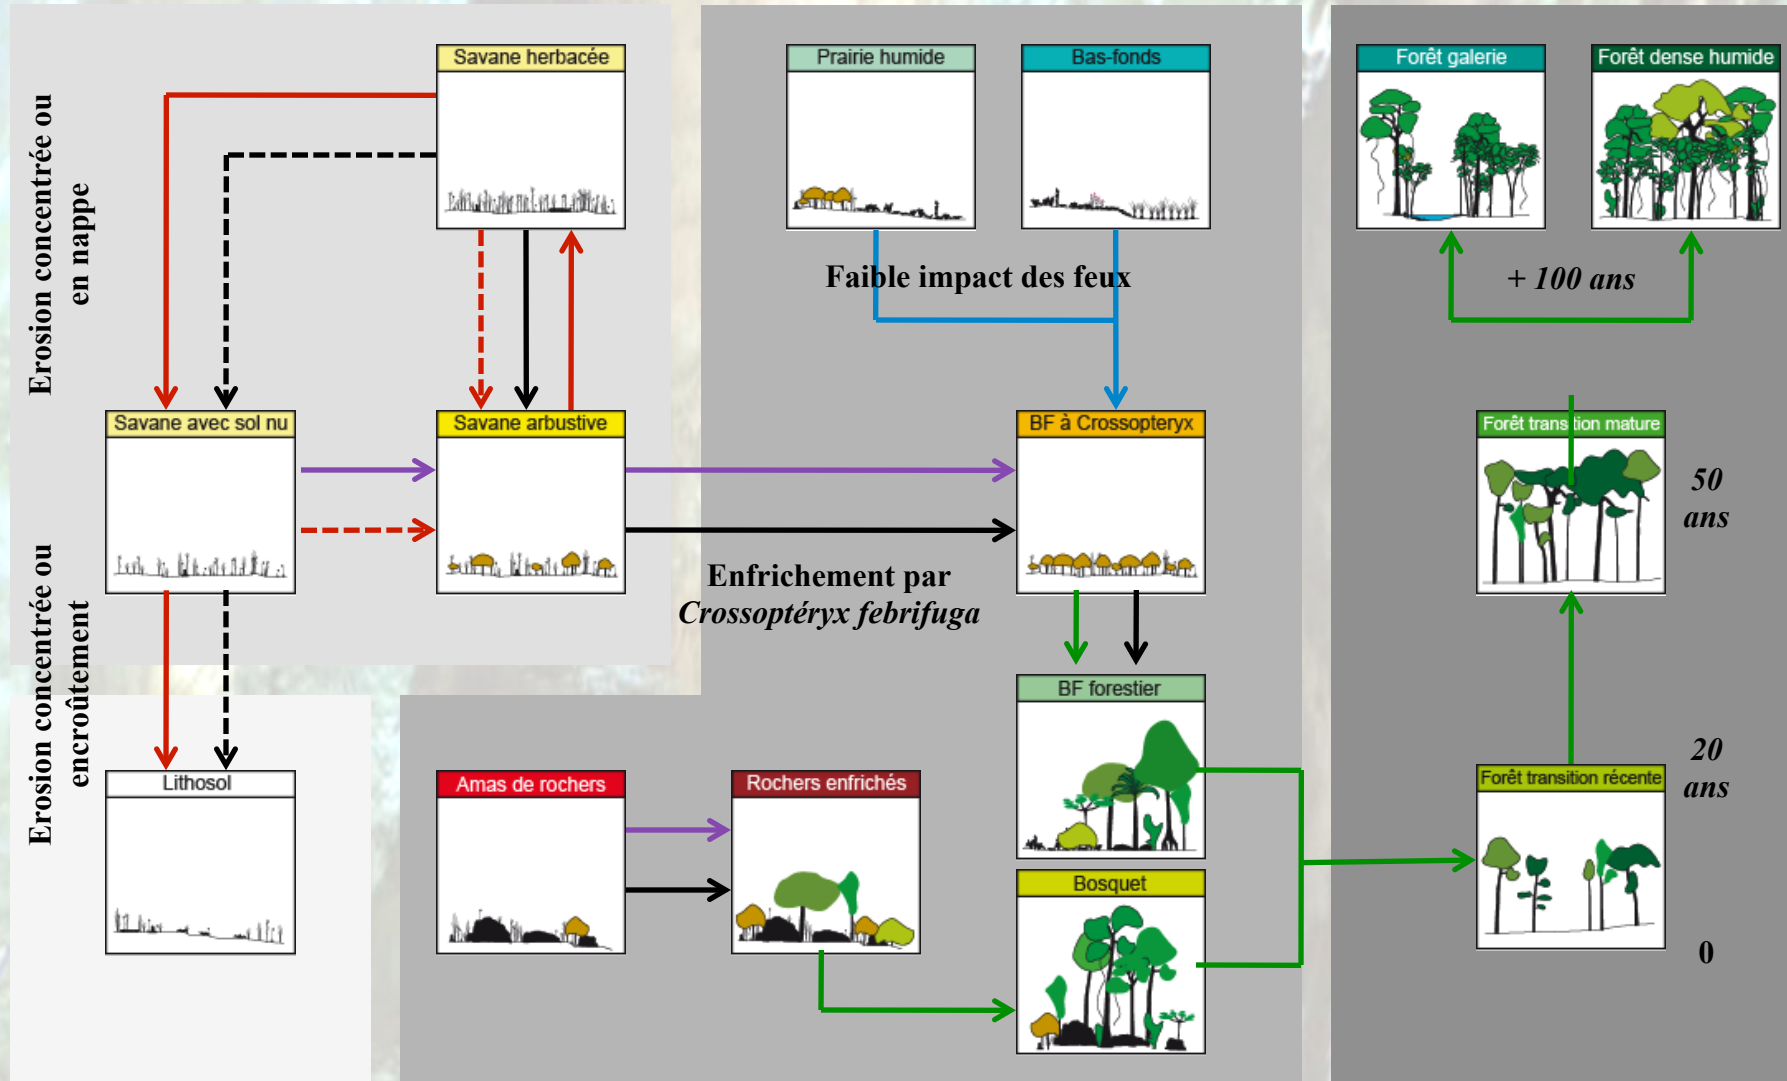 Savane herbacée
Prairie humide
Bas-fonds
Forêt galerie
Forêt dense humide
Erosion concentrée ou
en nappe
Faible impact des feux
+ 100 ans
Savane avec sol nu
Savane arbustive
BF à Crossopteryx
Forêt transition mature
50
ans
Enfrichement par
Crossoptéryx febrifuga
Erosion concentrée ou
encroûtement
BF forestier
Lithosol
Amas de rochers
Rochers enfrichés
Forêt transition récente
20
ans
Bosquet
0